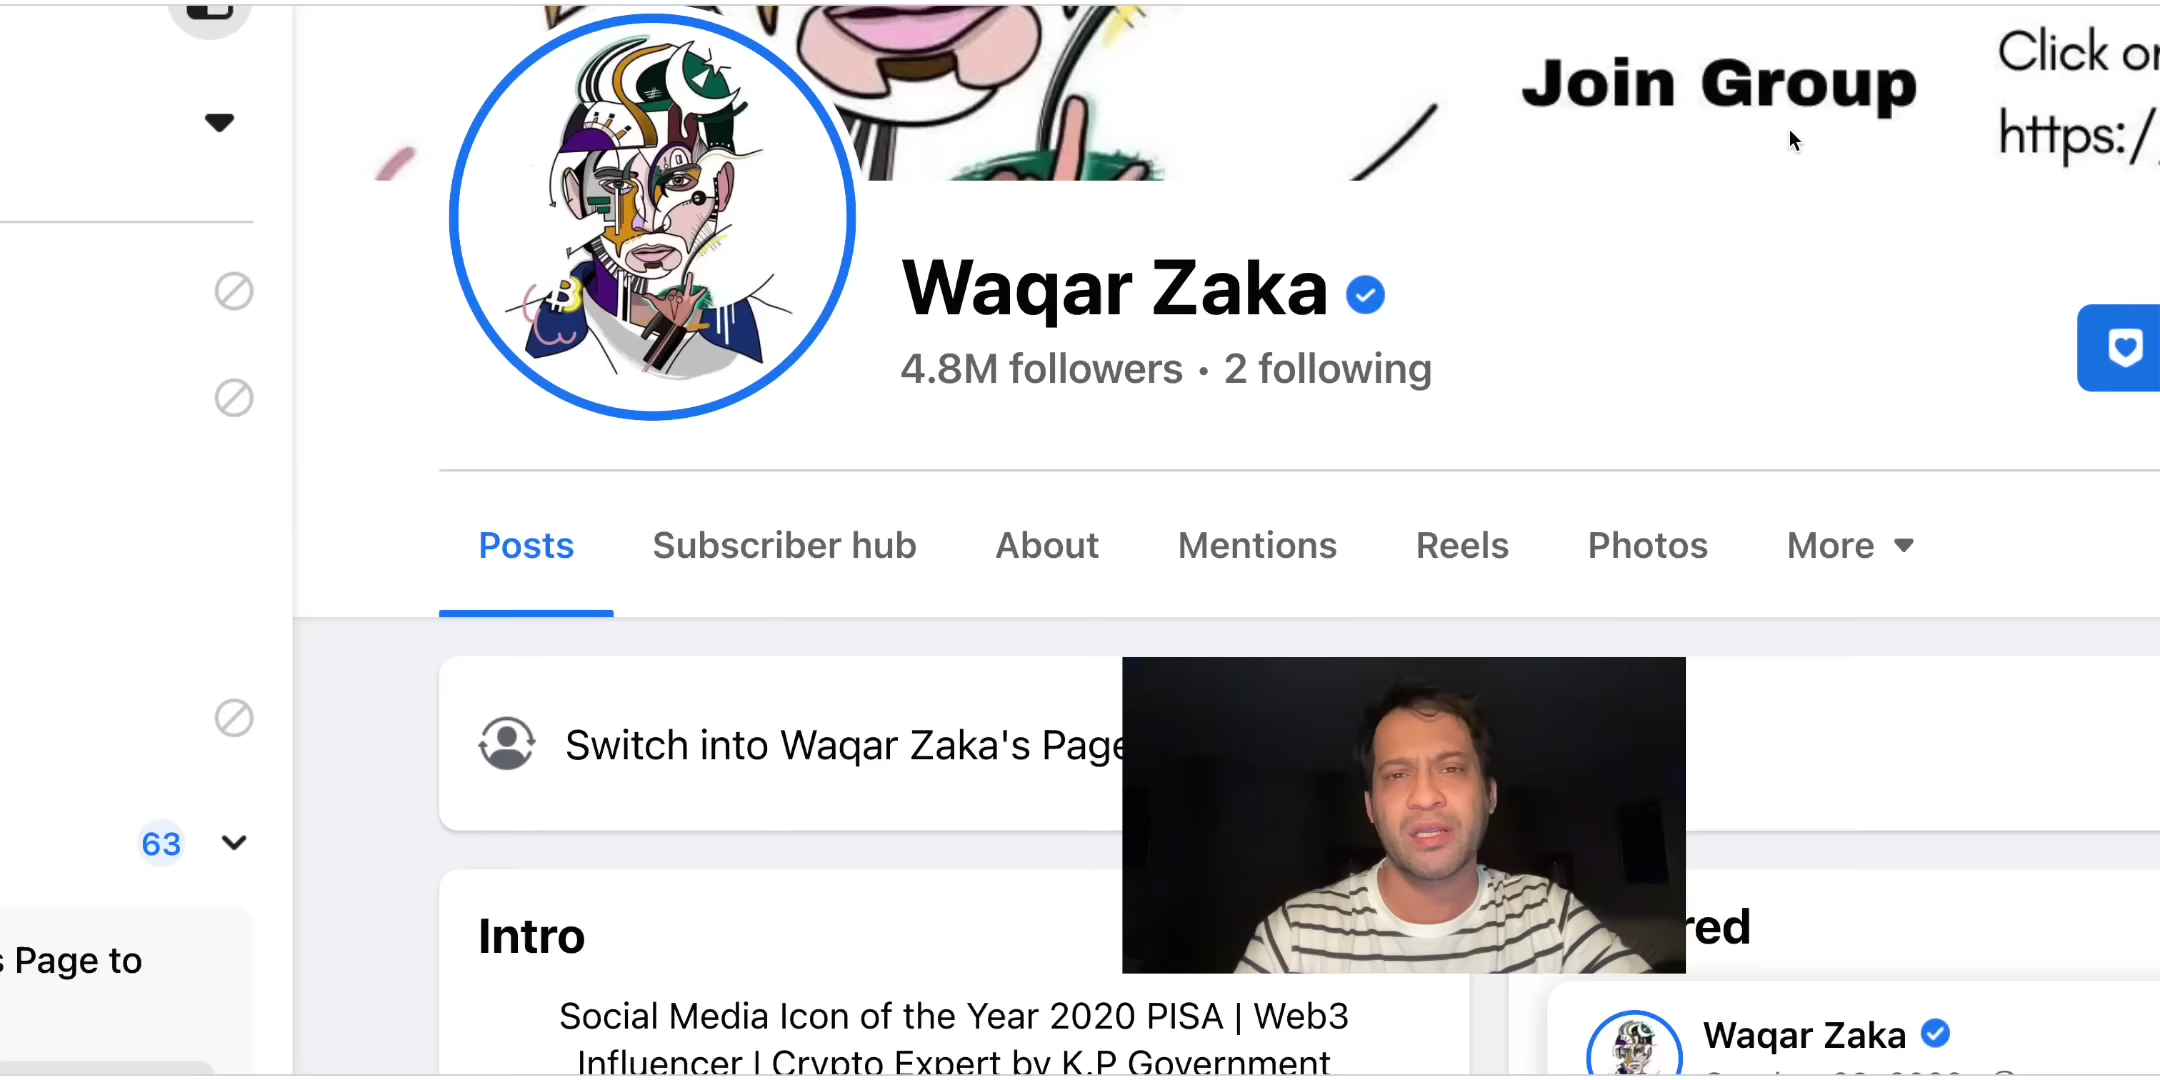 Join Group
Click or
https:/
Waqar Zaka
4.8M followers • 2 following
Posts
Subscriber hub
About
Mentions
Reels
Photos
More
Switch into Waqar Zaka's Page
63
s Page to
Intro
Social Media Icon of the Year 2020 PISA | Web3
Influencer | Crypto Expert by K.P Government
red
Waqar Zaka